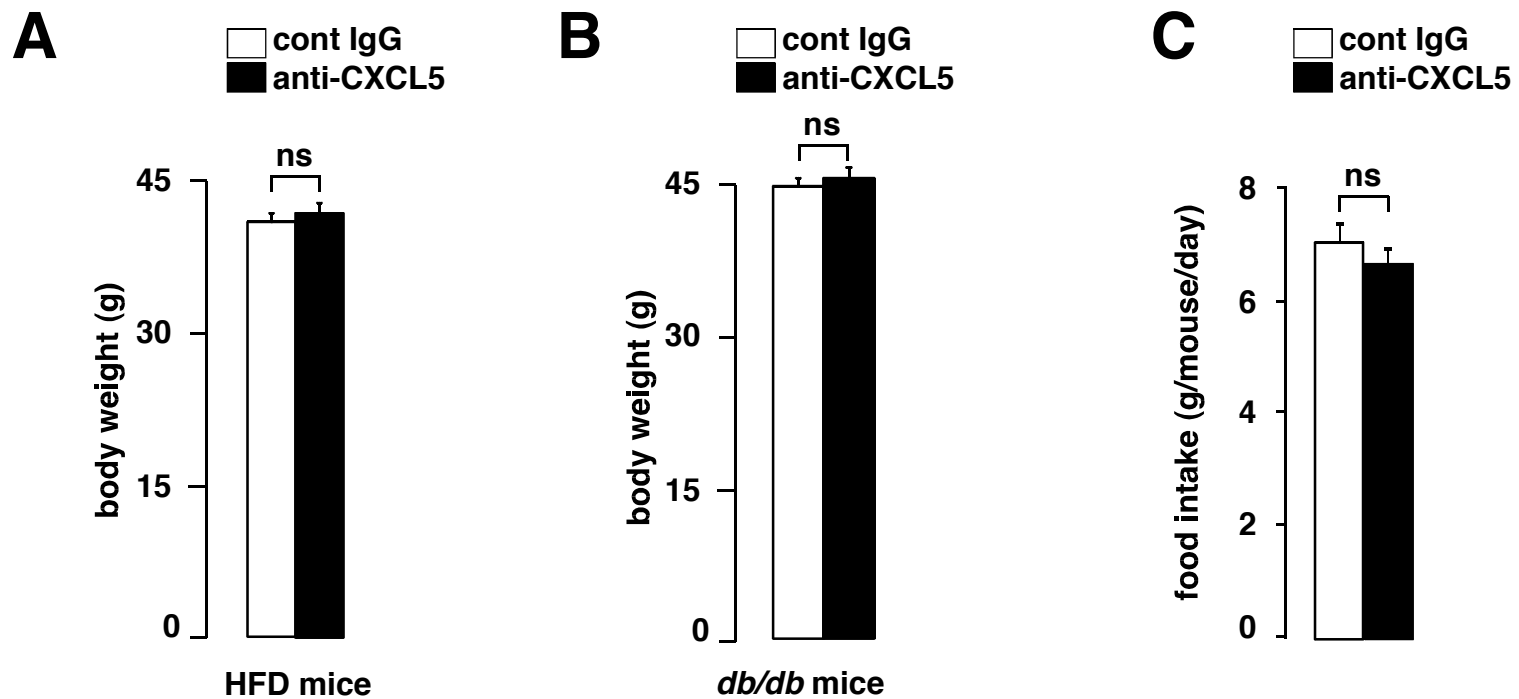 A
cont IgG
anti-CXCL5
ns
45
30
15
0
body weight (g)
HFD mice
B
cont IgG
anti-CXCL5
ns
45
30
15
0
body weight (g)
db/db mice
C
cont IgG
anti-CXCL5
ns
8
6
4
2
0
food intake (g/mouse/day)